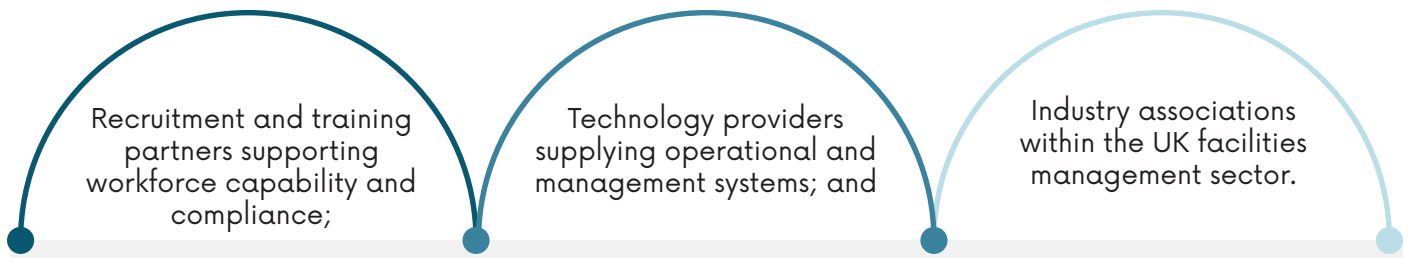 Recruitment and training
partners supporting
workforce capability and
compliance;
Technology providers
supplying operational and
management systems; and
Industry associations
within the UK facilities
management sector.